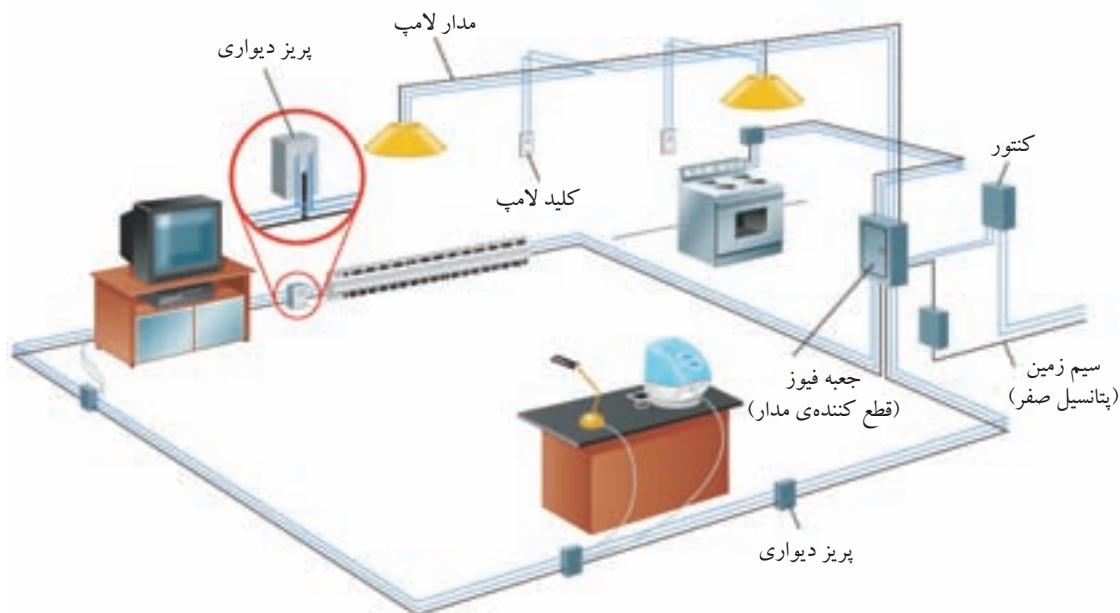 مدار لامپ
پریز دیواری
کنتور
کلید لامپ
سیم زمین
(پتانسیل صفر)
جعبه فیوز
(قطع کننده‌ی مدار)
پریز دیواری